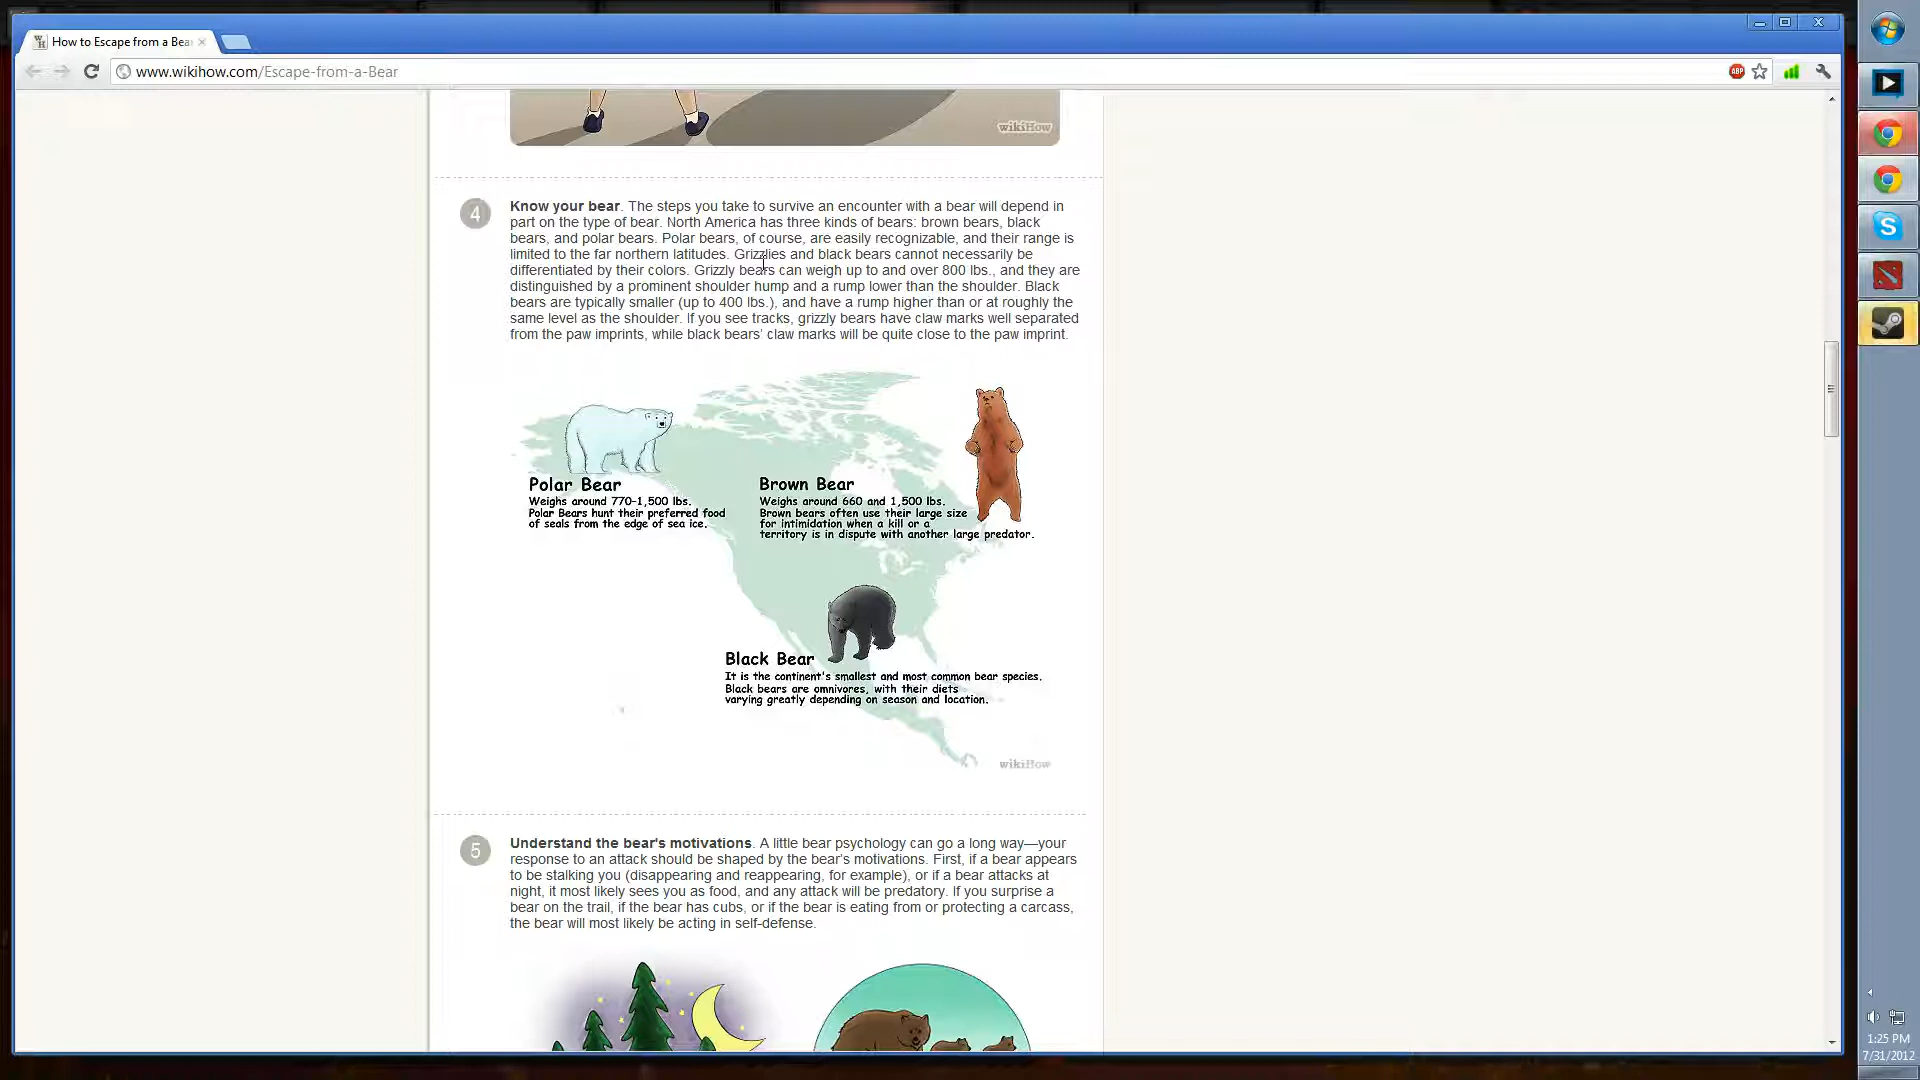 How to Escape from a Bea
www.wikihow.com/Escape-from-a-Bear
ABP
wikiHow
4
Know your bear. The steps you take to survive an encounter with a bear will depend in
part on the type of bear. North America has three kinds of bears: brown bears, black
bears, and polar bears. Polar bears, of course, are easily recognizable, and their range is
limited to the far northern latitudes. Grizzlies and black bears cannot necessarily be
differentiated by their colors. Grizzly bears can weigh up to and over 800 lbs., and they are
distinguished by a prominent shoulder hump and a rump lower than the shoulder. Black
bears are typically smaller (up to 400 lbs.), and have a rump higher than or at roughly the
same level as the shoulder. If you see tracks, grizzly bears have claw marks well separated
from the paw imprints, while black bears’ claw marks will be quite close to the paw imprint.
Polar Bear
Weighs around 770-1,500 lbs.
Polar Bears hunt their preferred food
of seals from the edge of sea ice.
Brown Bear
Weighs around 660 and 1,500 lbs.
Brown bears often use their large size
for intimidation when a kill or a
territory is in dispute with another large predator.
Black Bear
It is the continent's smallest and most common bear species.
Black bears are omnivores, with their diets
varying greatly depending on season and location.
wikiHow
5
Understand the bear's motivations. A little bear psychology can go a long way—your
response to an attack should be shaped by the bear’s motivations. First, if a bear appears
to be stalking you (disappearing and reappearing, for example), or if a bear attacks at
night, it most likely sees you as food, and any attack will be predatory. If you surprise a
bear on the trail, if the bear has cubs, or if the bear is eating from or protecting a carcass,
the bear will most likely be acting in self-defense.
1:25 PM
7/31/2012